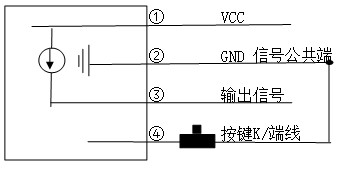 ① VCC
② GND 信号公共端
③ 输出信号
④ 按键K/端线